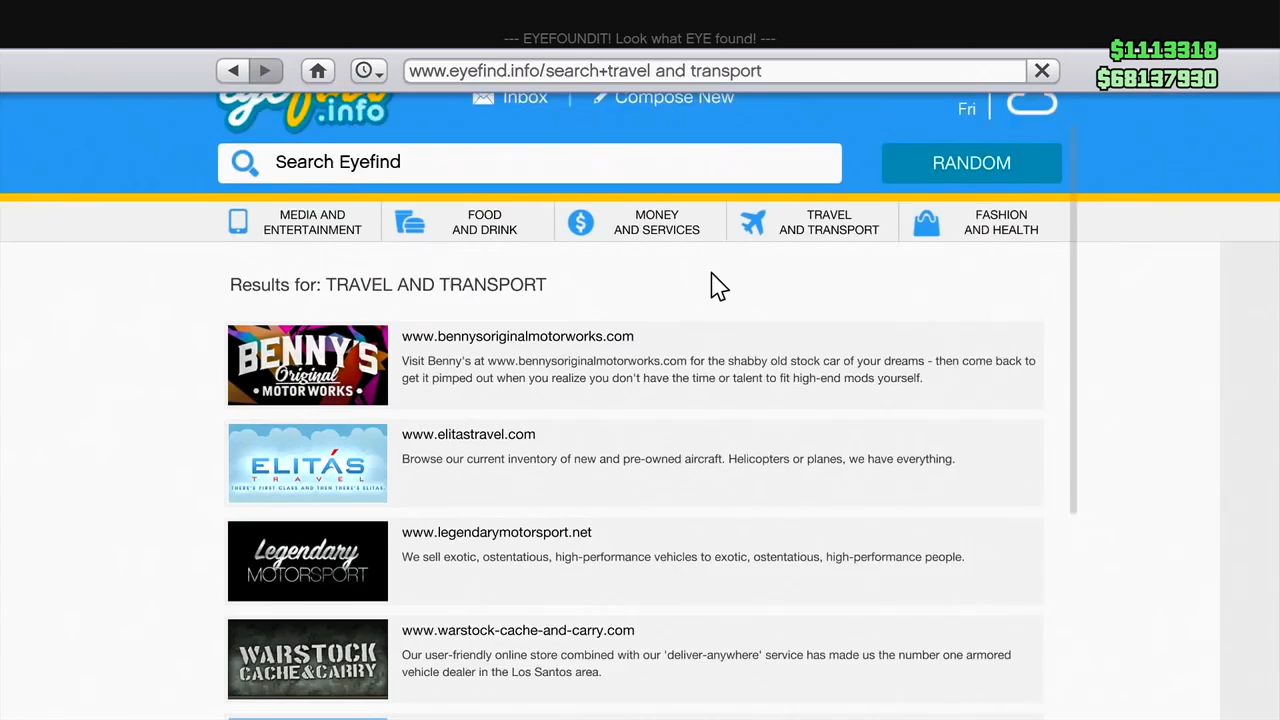 --- EYEFOUNDIT! Look what EYE found! ---
$1113318
www.eyefind.info/search+travel and transport
$68137930
eyefind
.info
Inbox
Compose New
Fri
Search Eyefind
RANDOM
MEDIA AND
ENTERTAINMENT
FOOD
AND DRINK
MONEY
AND SERVICES
TRAVEL
AND TRANSPORT
FASHION
AND HEALTH
Results for: TRAVEL AND TRANSPORT
BENNY'S
Original
MOTOR WORKS
www.bennysoriginalmotorworks.com
Visit Benny's at www.bennysoriginalmotorworks.com for the shabby old stock car of your dreams - then come back to
get it pimped out when you realize you don't have the time or talent to fit high-end mods yourself.
ELITÁS
TRAVEL
THERE'S FIRST CLASS AND THEN THERE'S ELITAS.
www.elitastravel.com
Browse our current inventory of new and pre-owned aircraft. Helicopters or planes, we have everything.
Legendary
MOTORSPORT
www.legendarymotorsport.net
We sell exotic, ostentatious, high-performance vehicles to exotic, ostentatious, high-performance people.
WARSTOCK
CACHE&CARRY
www.warstock-cache-and-carry.com
Our user-friendly online store combined with our 'deliver-anywhere' service has made us the number one armored
vehicle dealer in the Los Santos area.